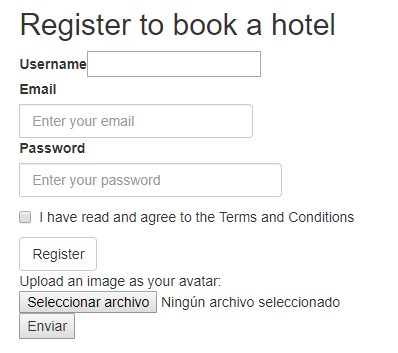 Register to book a hotel
Username
Email
Enter your email
Password
Enter your password
I have read and agree to the Terms and Conditions
Register
Upload an image as your avatar:
Seleccionar archivo Ningún archivo seleccionado
Enviar